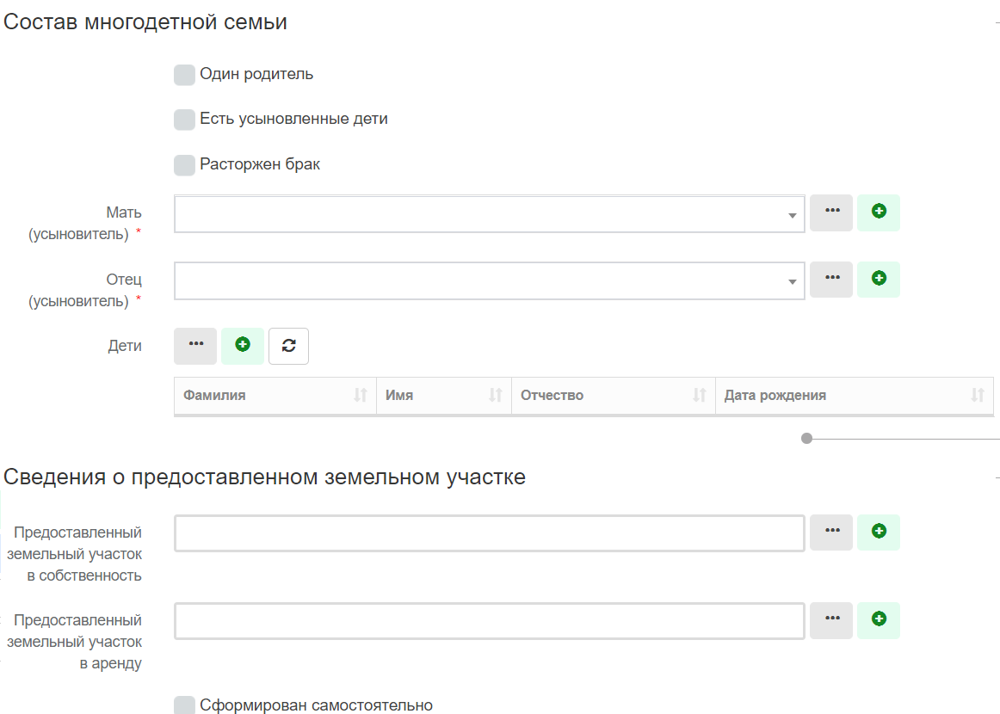 Состав многодетной семьи
Один родитель
Есть усыновленные дети
Расторжен брак
Мать
(усыновитель) *
Отец
(усыновитель) *
Дети
Фамилия Имя Отчество Дата рождения
Сведения о предоставленном земельном участке
Предоставленный
земельный участок
в собственность
Предоставленный
земельный участок
в аренду
Сформирован самостоятельно